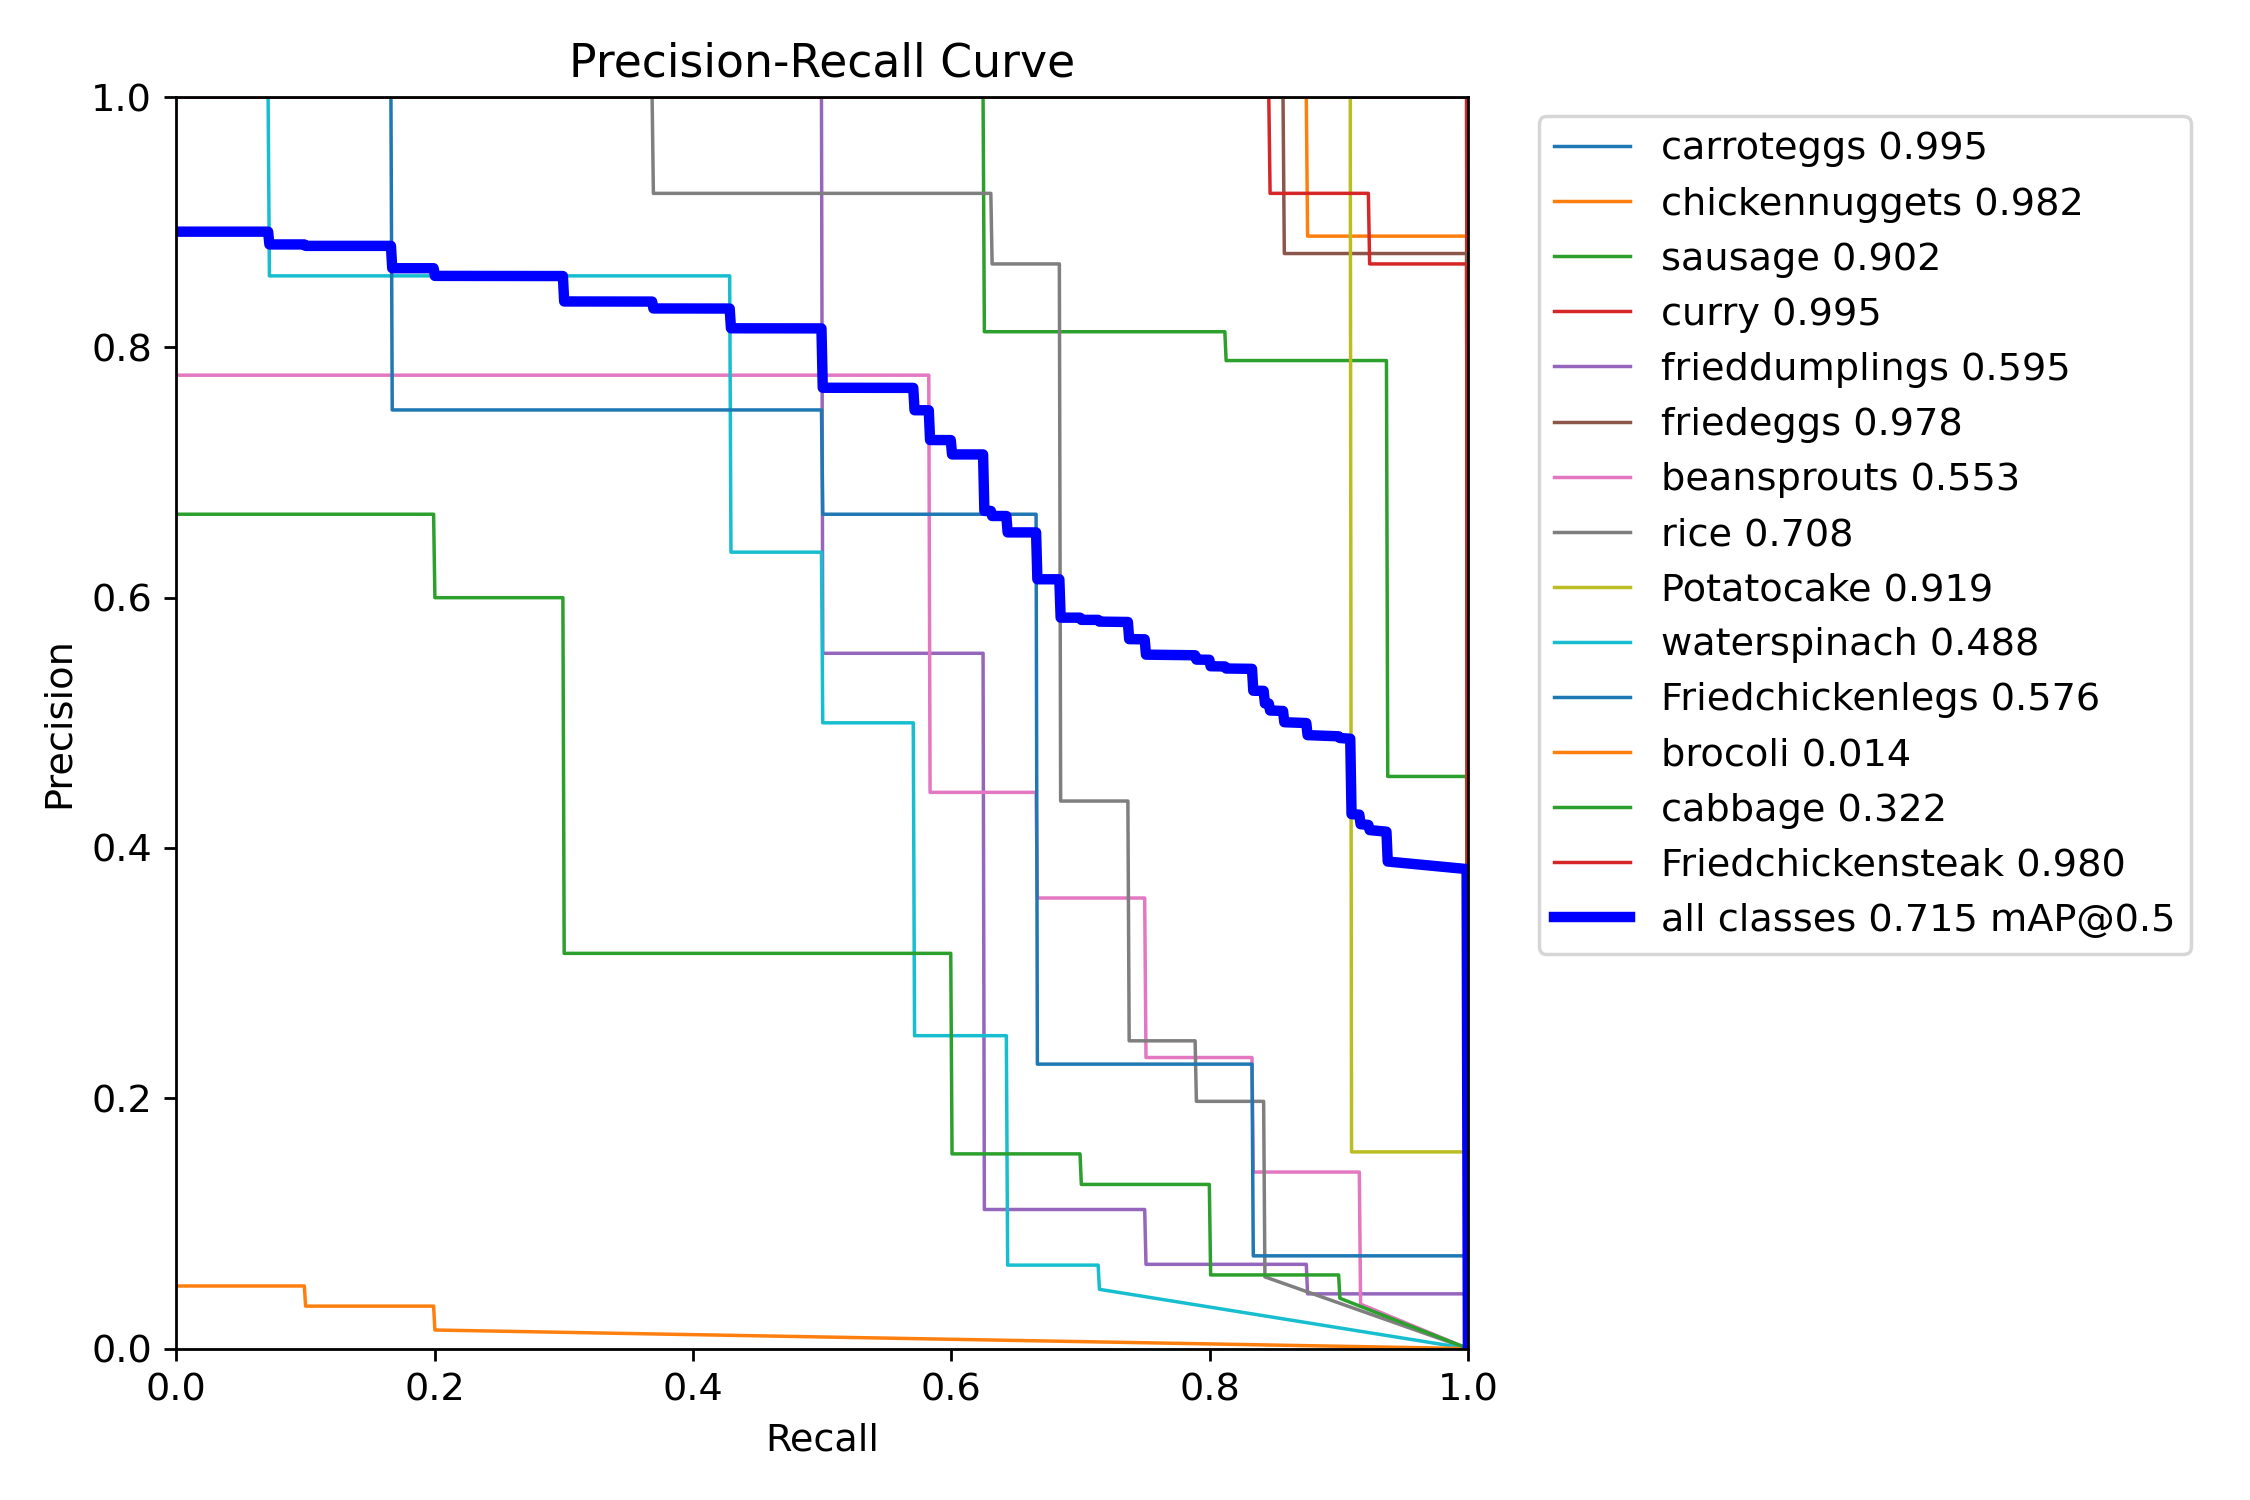 Precision-Recall Curve
1.0
0.8
0.6
0.4
0.2
0.0
Precision
0.0 0.2 0.4 0.6 0.8 1.0
Recall
carroteggs 0.995
chickennuggets 0.982
sausage 0.902
curry 0.995
frieddumplings 0.595
friedeggs 0.978
beansprouts 0.553
rice 0.708
Potatocake 0.919
waterspinach 0.488
Friedchickenlegs 0.576
brocoli 0.014
cabbage 0.322
Friedchickensteak 0.980
all classes 0.715 mAP@0.5